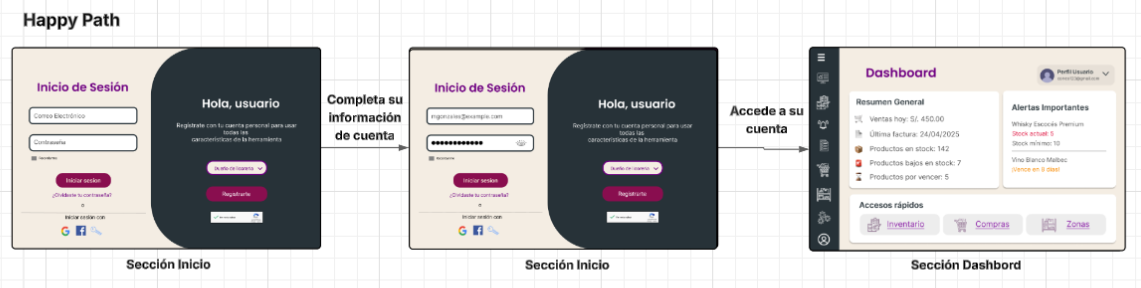 Happy Path
Inicio de Sesión
Correo Electrónico
Contraseña
Iniciar sesion
¿Olvidaste tu contraseña?
o
Iniciar sesión con
Hola, usuario
Registrate con tu cuenta personal para usar
todas las
características de la herramienta
Dueño de licorería
Registrarte
Sección Inicio
Completa su
información
de cuenta
Inicio de Sesión
ingonzales@example.com
Iniciar sesion
¿Olvidaste tu contraseña?
o
Iniciar sesión con
Hola, usuario
Registrate con tu cuenta personal para usar
todas las
características de la herramienta
Dueño de licorería
Registrarte
Sección Inicio
Accede a su
cuenta
Dashboard
Perfil Usuario
Resumen General
Ventas hoy: S/. 450.00
Última factura: 24/04/2025
Productos en stock: 142
Productos bajos en stock: 7
Productos por vencer: 5
Alertas Importantes
Whisky Escocés Premium
Stock actual: 5
Stock mínimo: 10
Vino Blanco Malbec
¡Vence en 8 días!
Accesos rápidos
Inventario
Compras
Zonas
Sección Dashbord